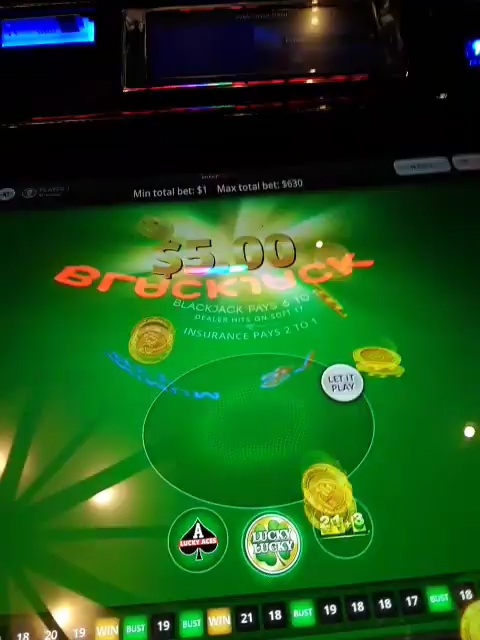 Min total bet: $1 Max total bet: $630
$5.00
BLACKJACK
BLACKJACK PAYS 6 TO
DEALER HITS ON SOFT 17
INSURANCE PAYS 2 TO 1
LET IT
PLAY
21+3
A
LUCKY ACES
LUCKY
LUCKY
18 20 19 WIN BUST 19 BUST WIN 21 18 BUST 19 18 18 17 BUST 18